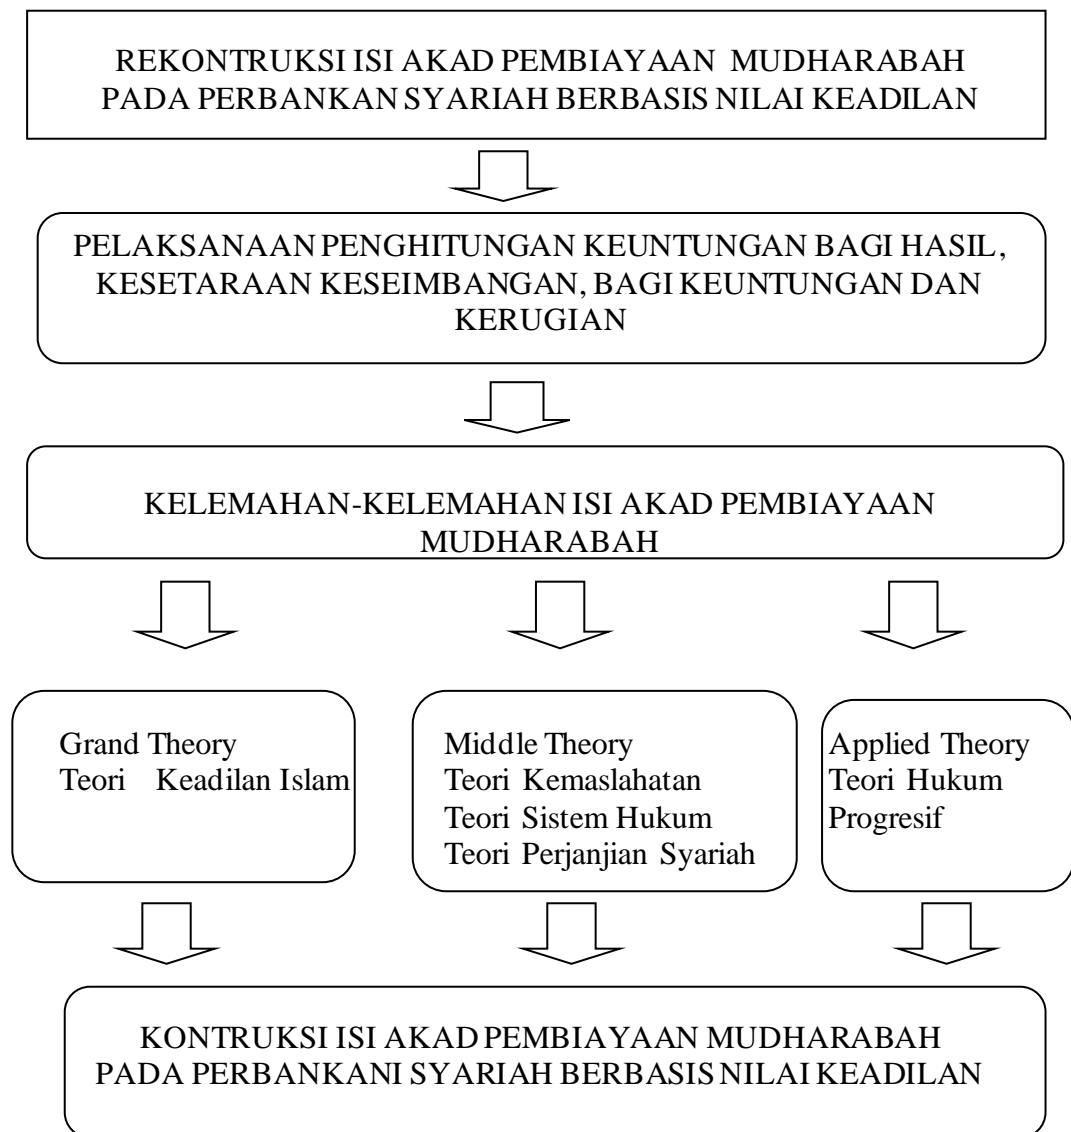 REKONTRUKSI ISI AKAD PEMBIAYAAN MUDHARABAH
PADA PERBANKAN SYARIAH BERBASIS NILAI KEADILAN
PELAKSANAAN PENGHITUNGAN KEUNTUNGAN BAGI HASIL,
KESETARAAN KESEIMBANGAN, BAGI KEUNTUNGAN DAN
KERUGIAN
KELEMAHAN-KELEMAHAN ISI AKAD PEMBIAYAAN
MUDHARABAH
Grand Theory
Teori Keadilan Islam
Middle Theory
Teori Kemaslahatan
Teori Sistem Hukum
Teori Perjanjian Syariah
Applied Theory
Teori Hukum
Progresif
KONTRUKSI ISI AKAD PEMBIAYAAN MUDHARABAH
PADA PERBANKANI SYARIAH BERBASIS NILAI KEADILAN